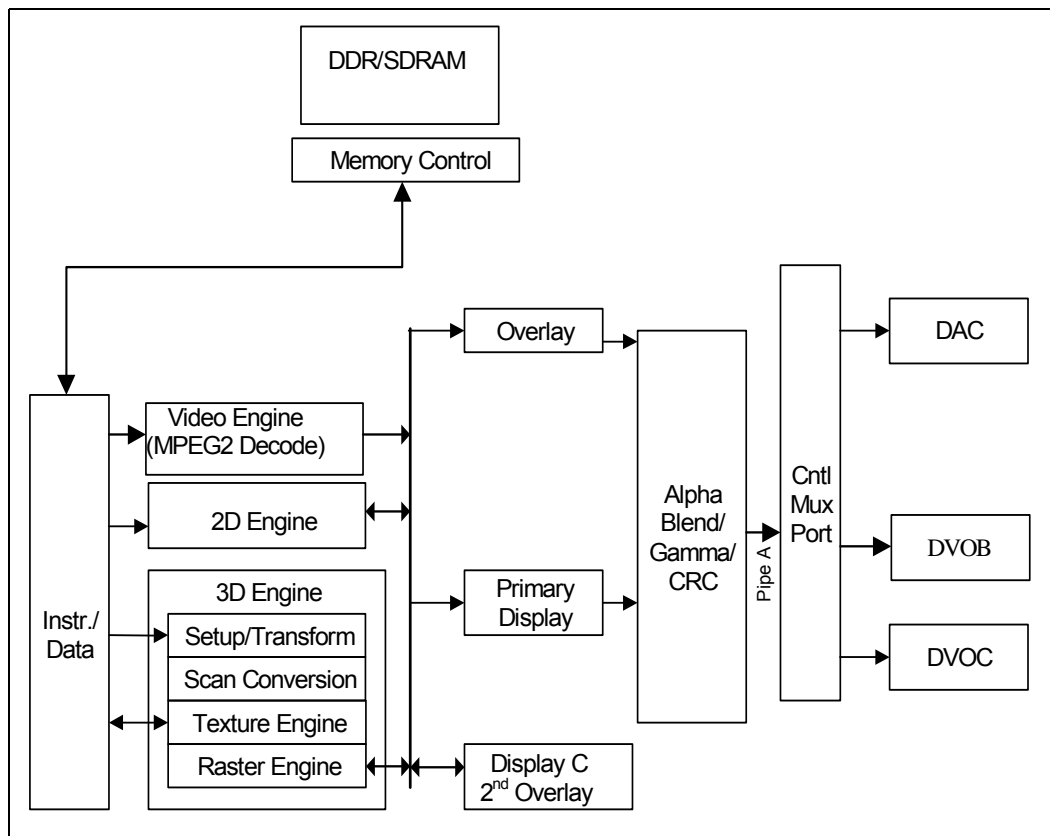 DDR/SDRAM
Memory Control
Overlay
DAC
Video Engine
(MPEG2 Decode)
2D Engine
Alpha
Blend/
Gamma/
CRC
Pipe A
Cntl
Mux
Port
DVOB
3D Engine
Instr./
Data
Setup/Transform
Scan Conversion
Texture Engine
Raster Engine
Primary
Display
DVOC
Display C
2nd Overlay